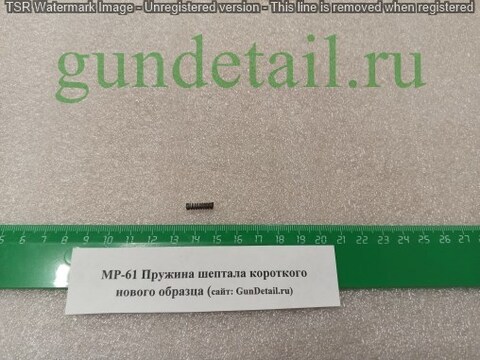 TSR Watermark Image - Unregistered version - This line is removed when registered
gundetail.ru
5 6 7 8 9 10 11 12 13 14 15 16 17 18 19 20 21 22 23 24 25 26 27
МР-61 Пружина шептала короткого
нового образца (сайт: GunDetail.ru)